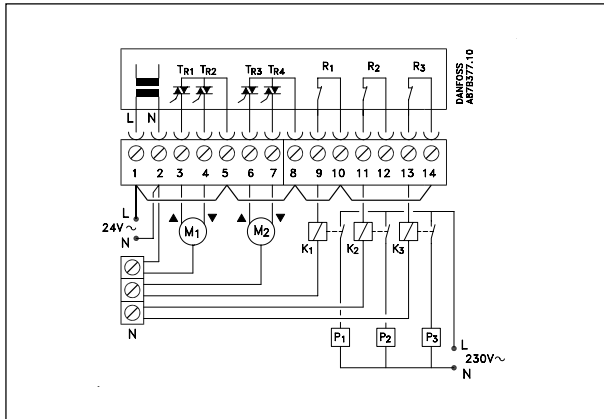 TR1 TR2 TR3 TR4 R1 R2 R3
DANFOSS
A87B377.10
L N
1 2 3 4 5 6 7 8 9 10 11 12 13 14
L
24V~
N
M1 M2
K1 K2 K3
N
P1 P2 P3
L
230V~
N